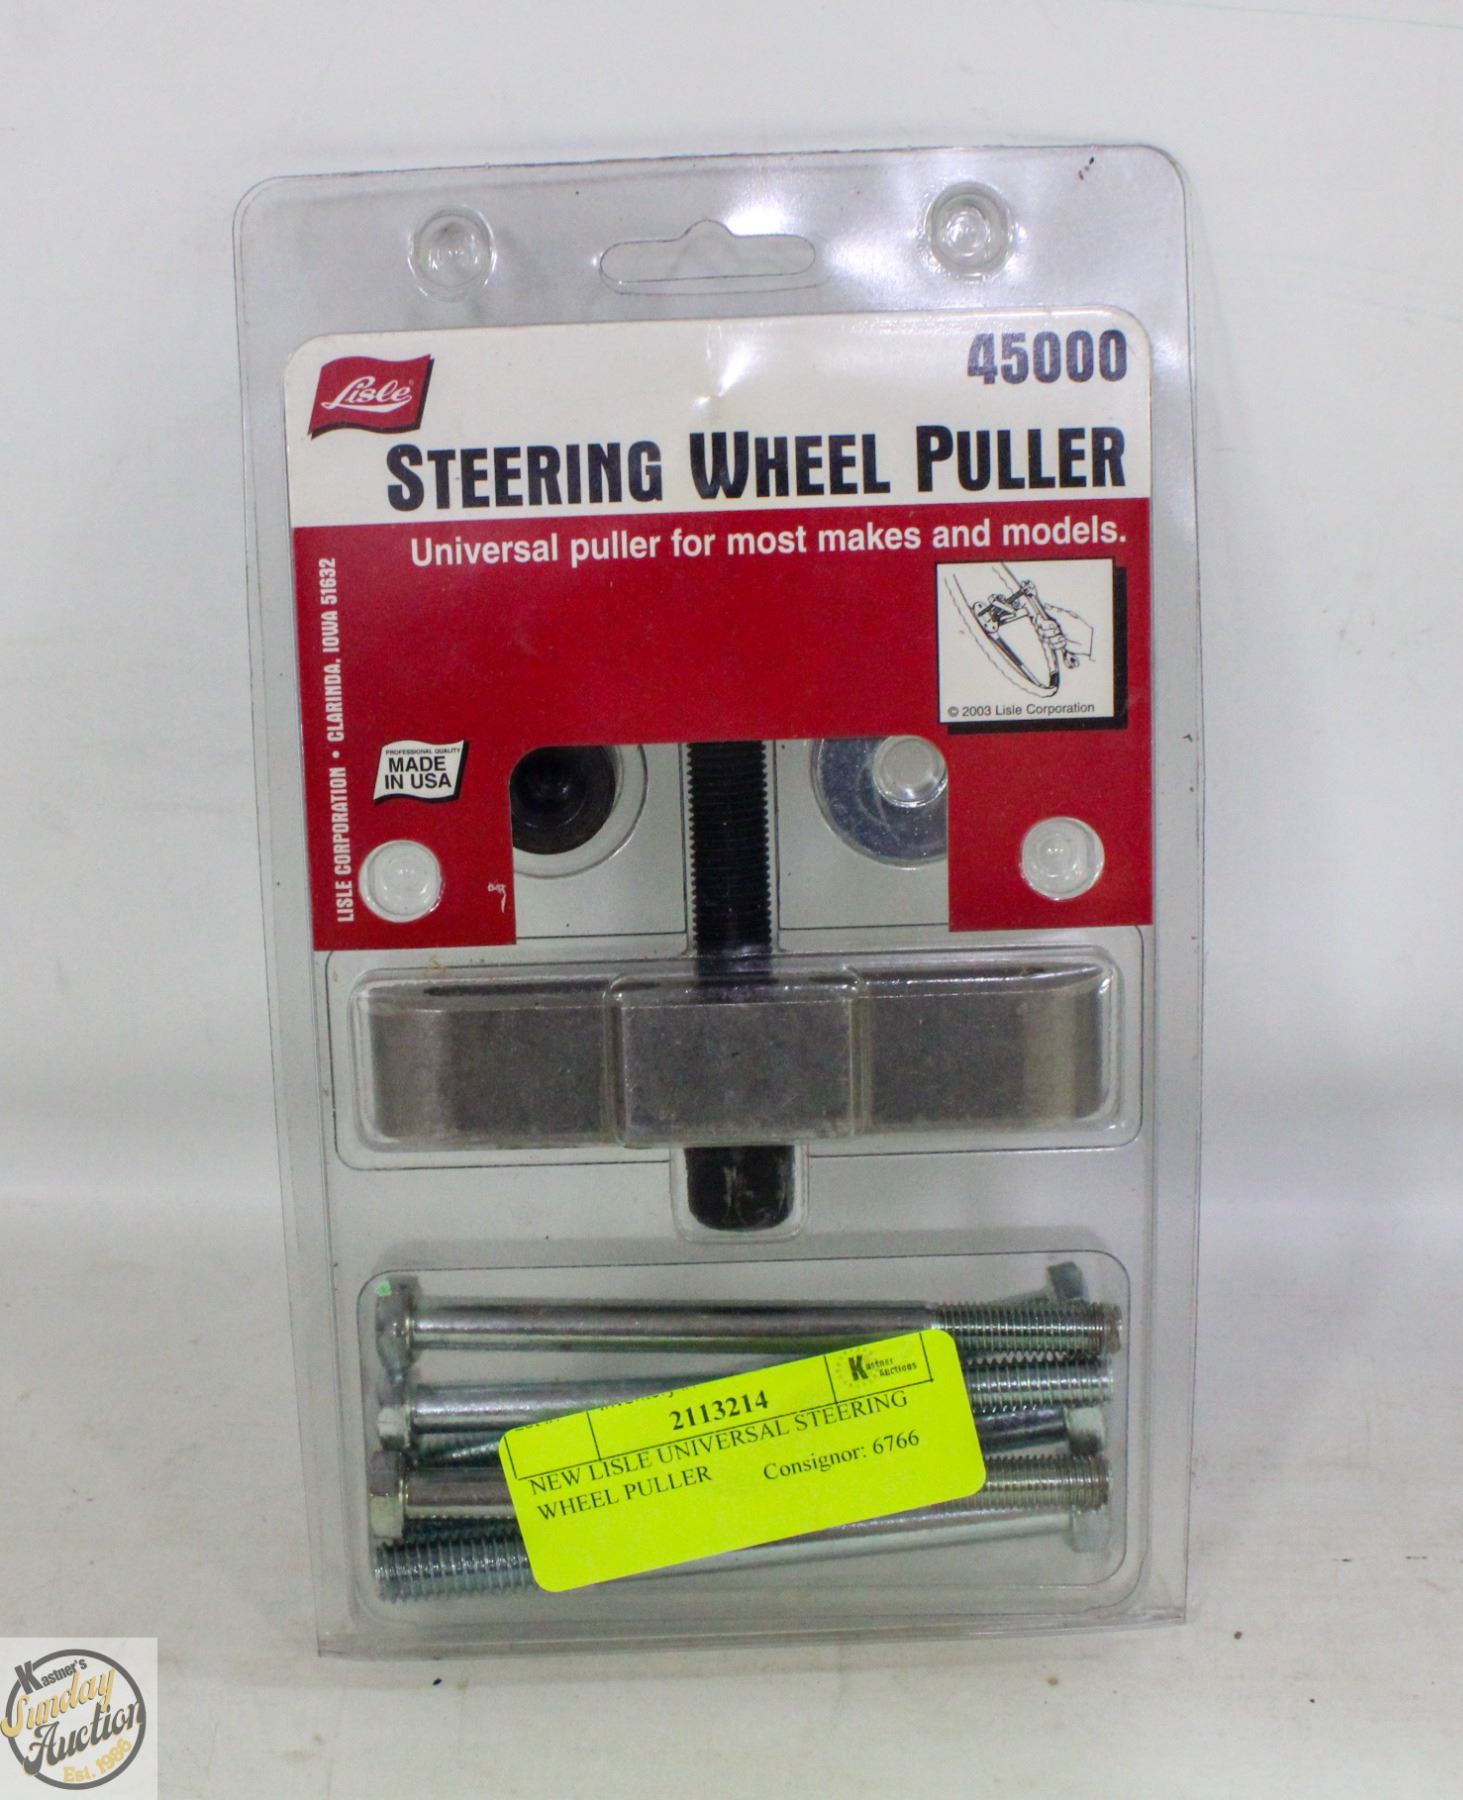 Lisle
45000
STEERING WHEEL PULLER
Universal puller for most makes and models.
LISLE CORPORATION • CLARINDA, IOWA 51632
© 2003 Lisle Corporation
PROFESSIONAL QUALITY
MADE
IN USA
Kastner
Auctions
2113214
NEW LISLE UNIVERSAL STEERING
WHEEL PULLER Consignor: 6766
Kastner's
Sunday
Auction
Est. 1986